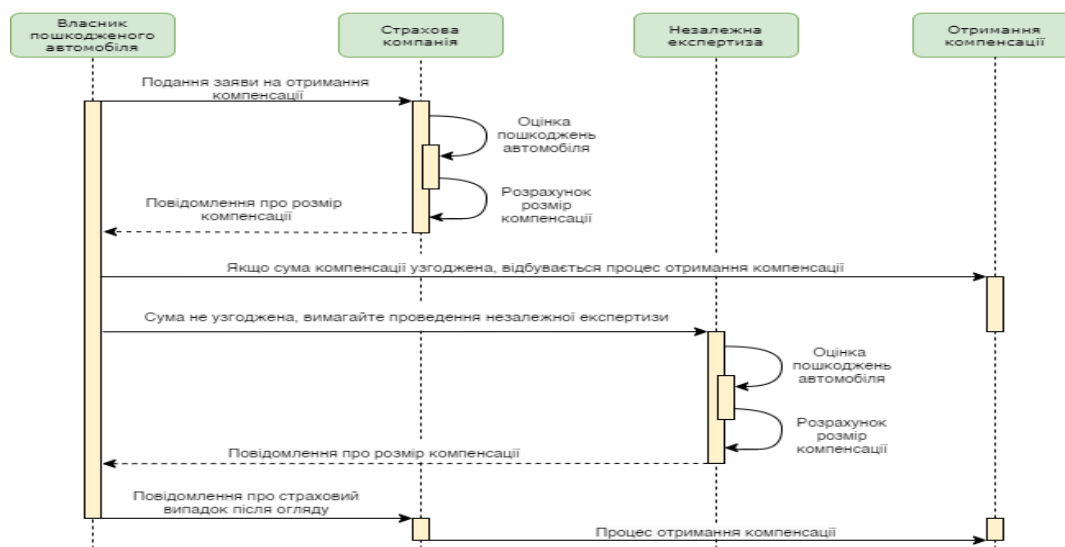 Власник
пошкодженого
автомобіля
Страхова
компанія
Незалежна
експертиза
Отримання
компенсації
Подання заяви на отримання
компенсації
Оцінка
пошкоджень
автомобіля
Розрахунок
розмір
компенсації
Повідомлення про розмір
компенсації
Якщо сума компенсації узгоджена, відбувається процес отримання компенсації
Сума не узгоджена, вимагайте проведення незалежної експертизи
Оцінка
пошкоджень
автомобіля
Розрахунок
розмір
компенсації
Повідомлення про розмір компенсації
Повідомлення про страховий
випадок після огляду
Процес отримання компенсації